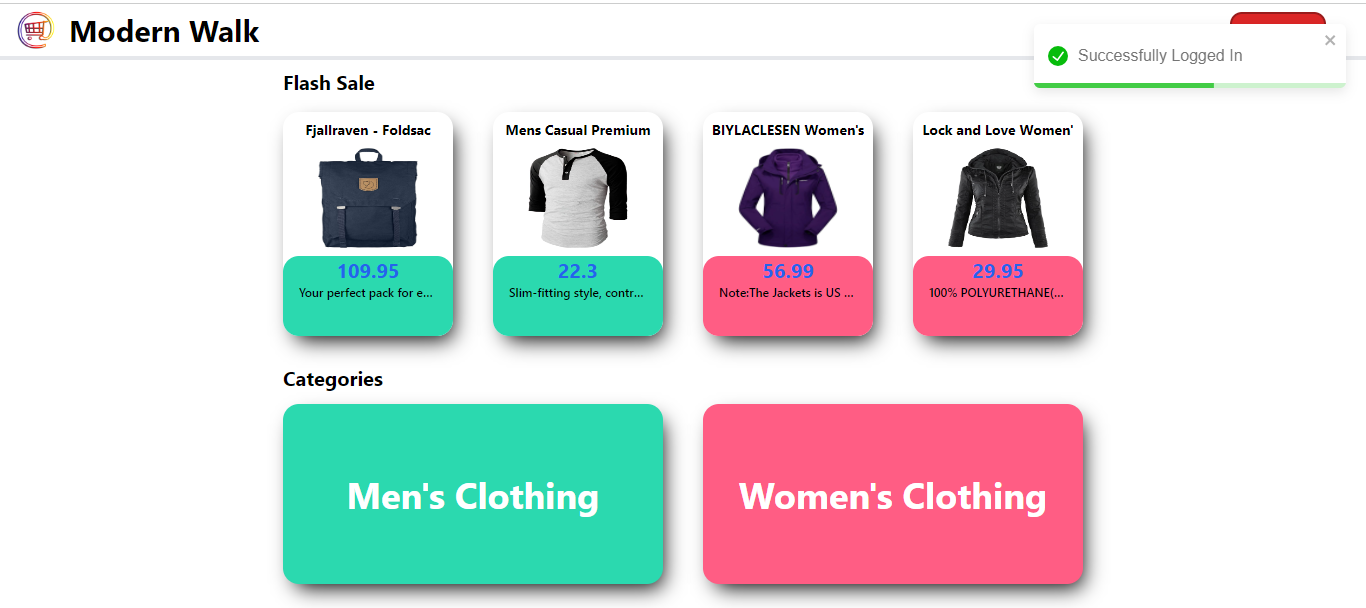 Modern Walk
Successfully Logged In
Flash Sale
Fjallraven - Foldsac
Mens Casual Premium
BIYLACLESEN Women's
Lock and Love Women'
109.95
22.3
56.99
29.95
Your perfect pack for e...
Slim-fitting style, contr...
Note:The Jackets is US ...
100% POLYURETHANE(...
Categories
Men's Clothing
Women's Clothing